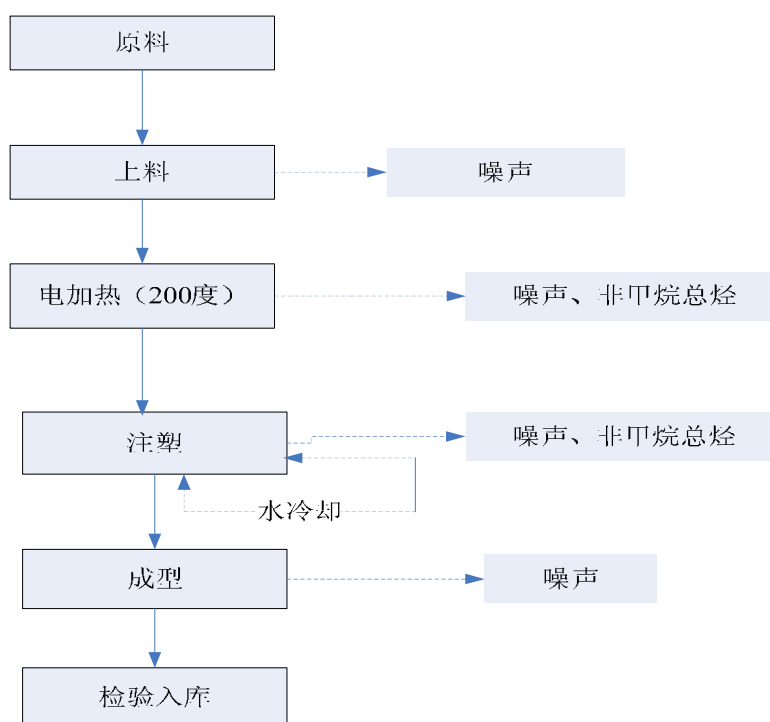 原料
上料
噪声
电加热（200度）
噪声、非甲烷总烃
注塑
噪声、非甲烷总烃
水冷却
成型
噪声
检验入库